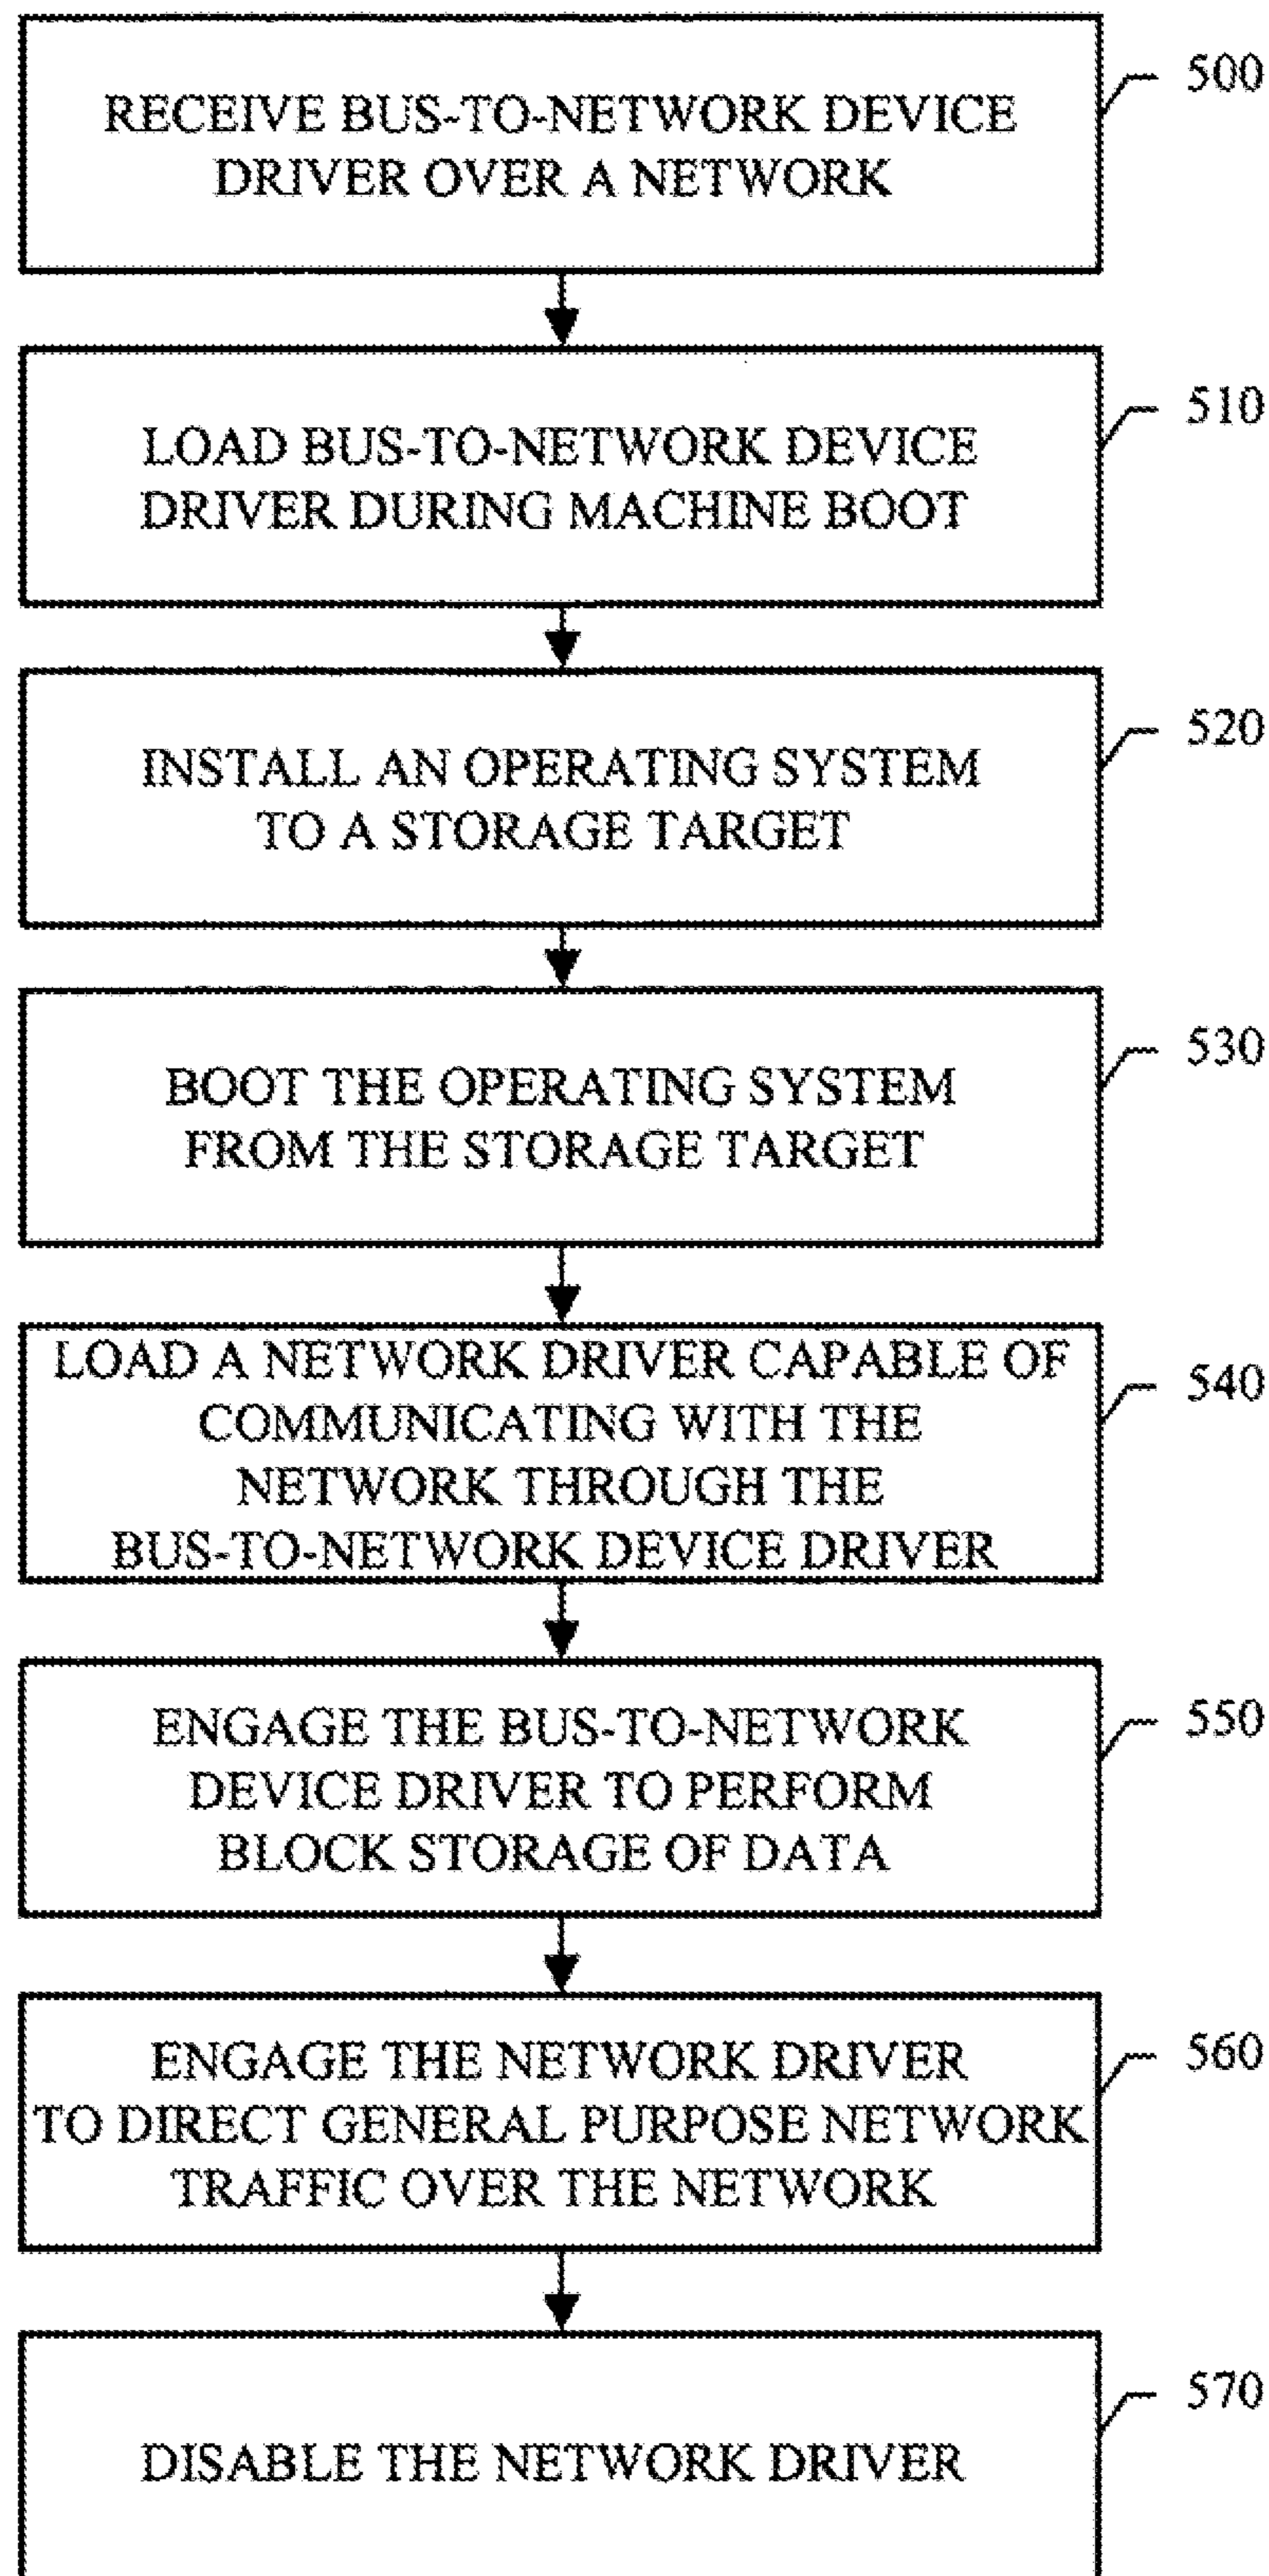 RECEIVE BUS-TO-NETWORK DEVICE
DRIVER OVER A NETWORK
500
LOAD BUS-TO-NETWORK DEVICE
DRIVER DURING MACHINE BOOT
510
INSTALL AN OPERATING SYSTEM
TO A STORAGE TARGET
520
BOOT THE OPERATING SYSTEM
FROM THE STORAGE TARGET
530
LOAD A NETWORK DRIVER CAPABLE OF
COMMUNICATING WITH THE
NETWORK THROUGH THE
BUS-TO-NETWORK DEVICE DRIVER
540
ENGAGE THE BUS-TO-NETWORK
DEVICE DRIVER TO PERFORM
BLOCK STORAGE OF DATA
550
ENGAGE THE NETWORK DRIVER
TO DIRECT GENERAL PURPOSE NETWORK
TRAFFIC OVER THE NETWORK
560
DISABLE THE NETWORK DRIVER
570